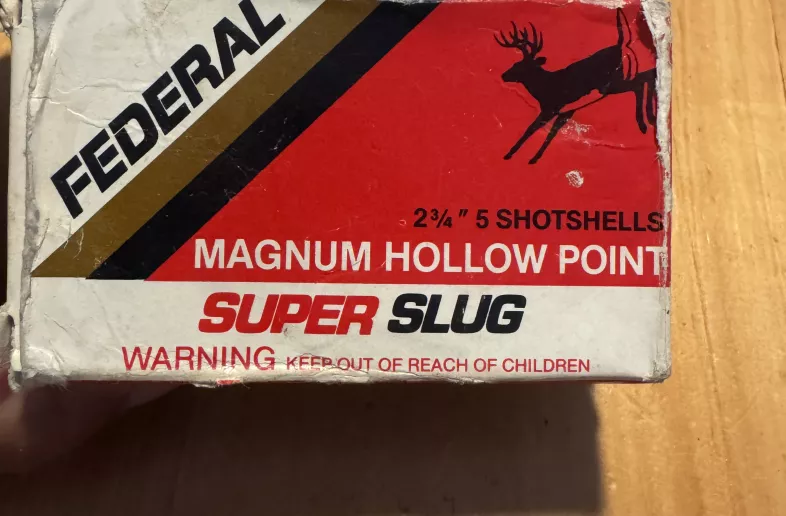 FEDERAL
2¾" 5 SHOTSHELLS
MAGNUM HOLLOW POINT
SUPER SLUG
WARNING KEEP OUT OF REACH OF CHILDREN